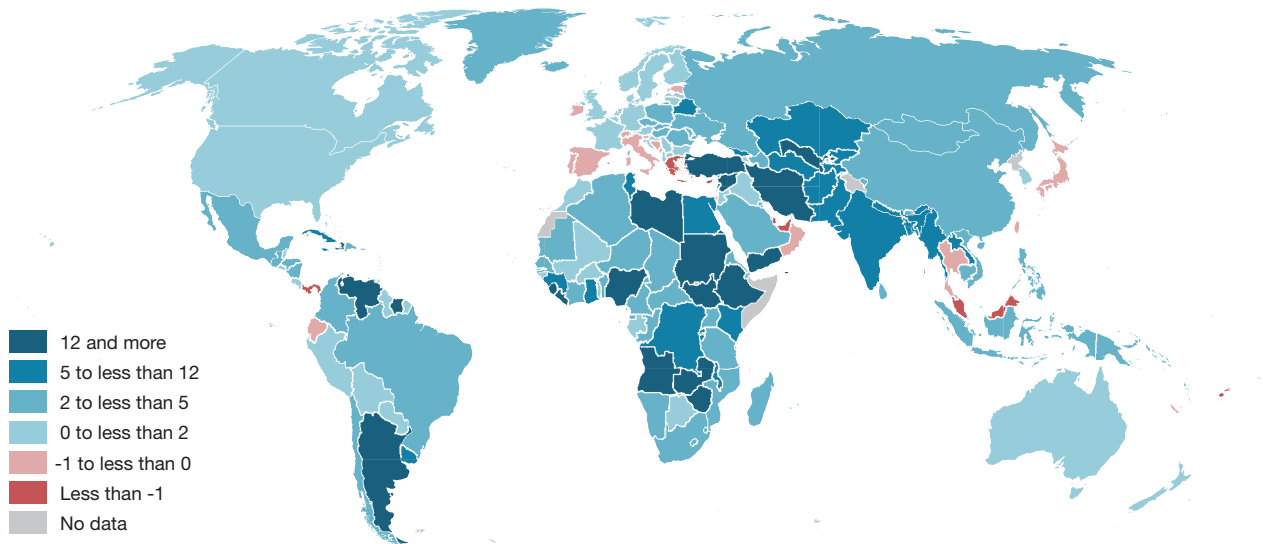 12 and more
5 to less than 12
2 to less than 5
0 to less than 2
-1 to less than 0
Less than -1
No data